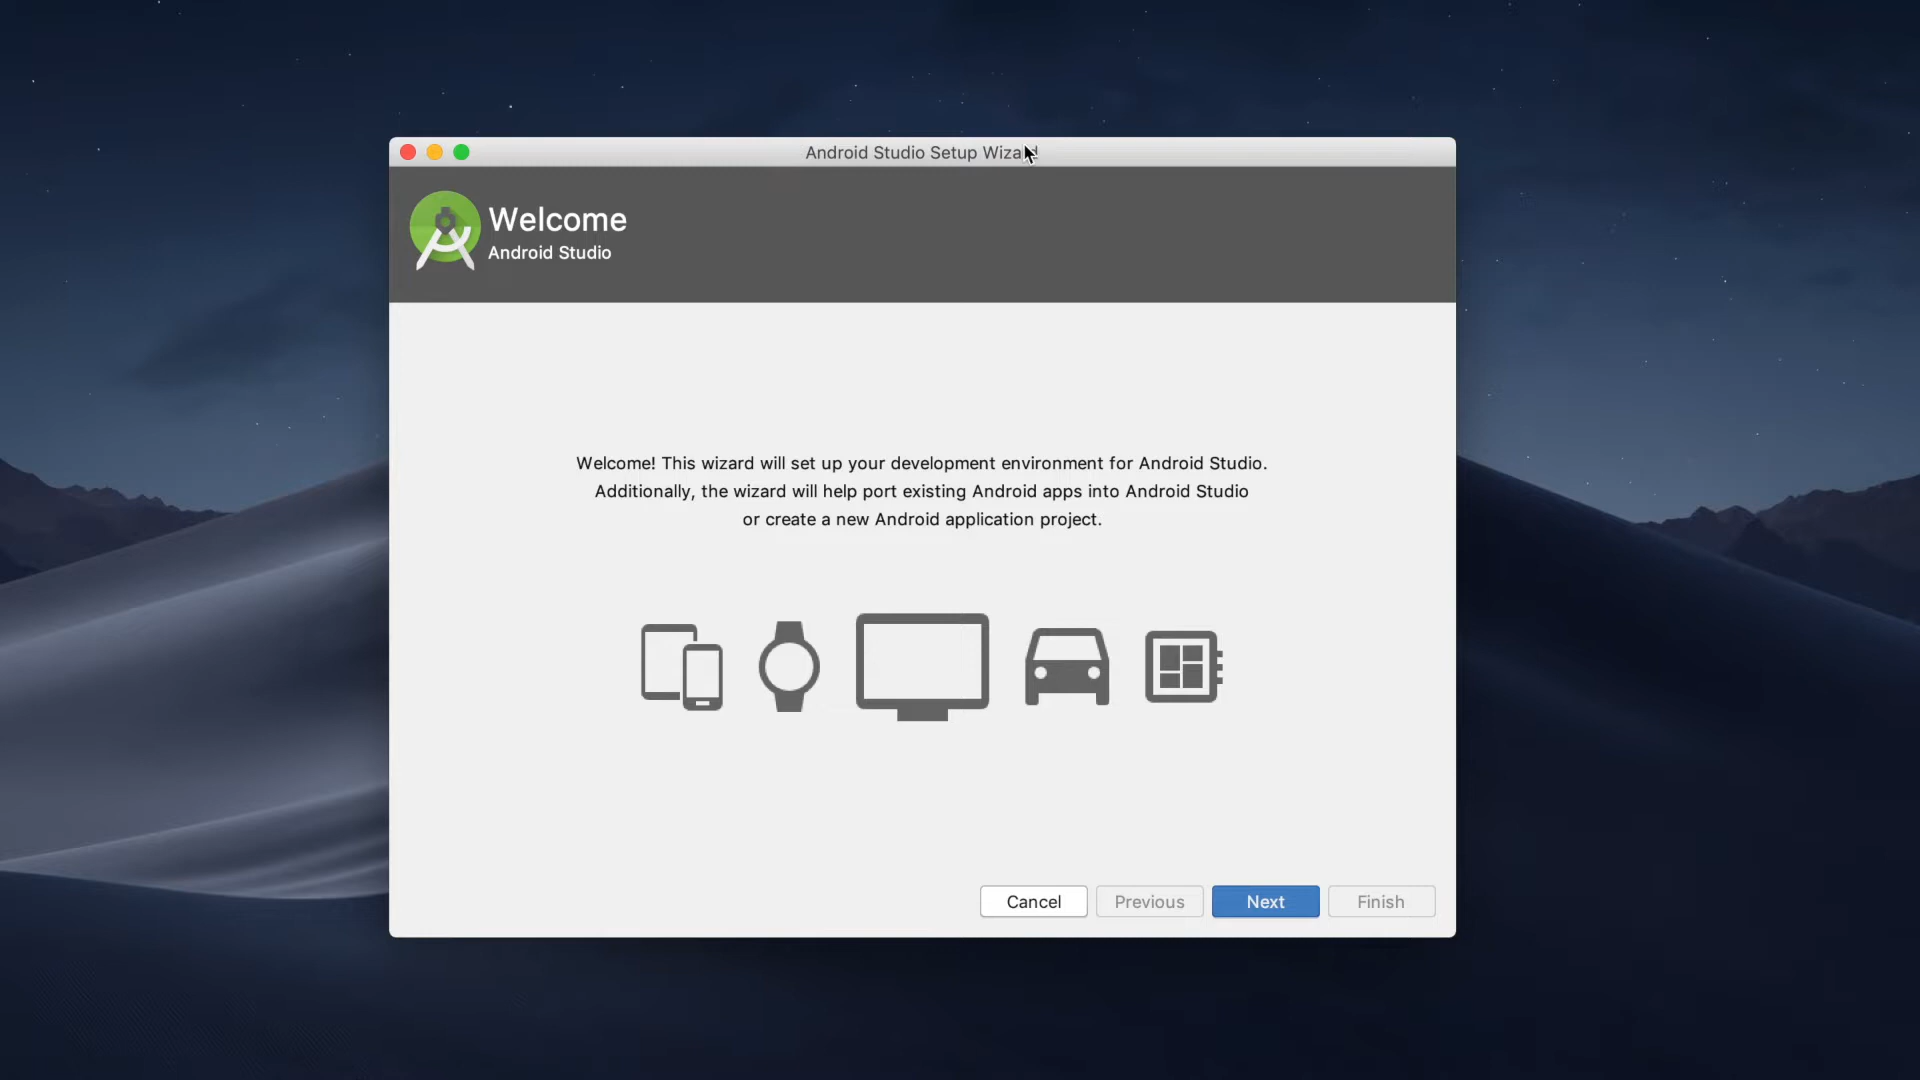 Android Studio Setup Wizard
Welcome
Android Studio
Welcome! This wizard will set up your development environment for Android Studio.
Additionally, the wizard will help port existing Android apps into Android Studio
or create a new Android application project.
Cancel
Previous
Next
Finish